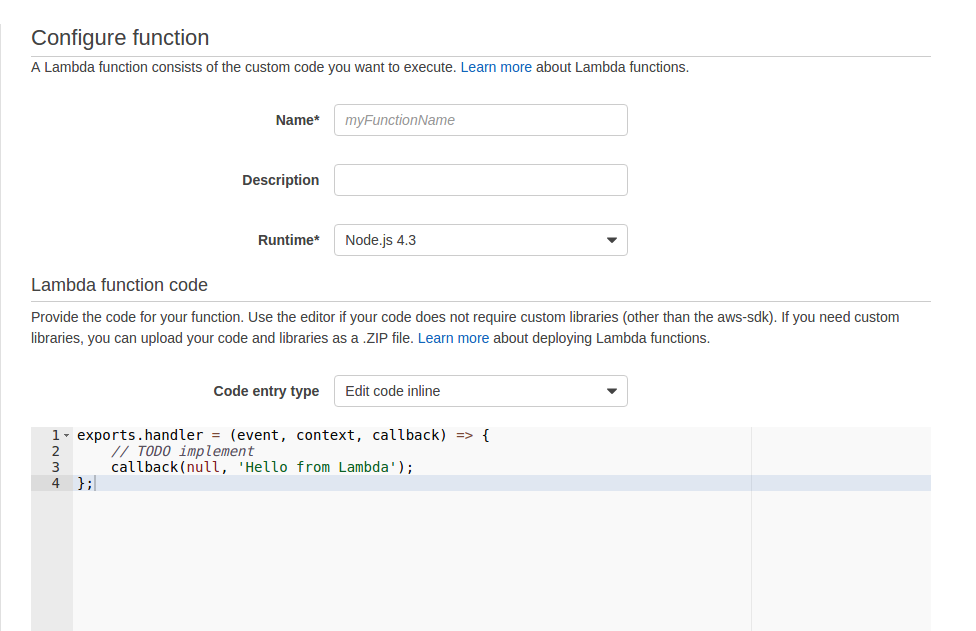 Configure function
A Lambda function consists of the custom code you want to execute. Learn more about Lambda functions.
Name* myFunctionName
Description
Runtime* Node.js 4.3
Lambda function code
Provide the code for your function. Use the editor if your code does not require custom libraries (other than the aws-sdk). If you need custom
libraries, you can upload your code and libraries as a .ZIP file. Learn more about deploying Lambda functions.
Code entry type Edit code inline
1 exports.handler = (event, context, callback) => {
2     // TODO implement
3     callback(null, 'Hello from Lambda');
4 };